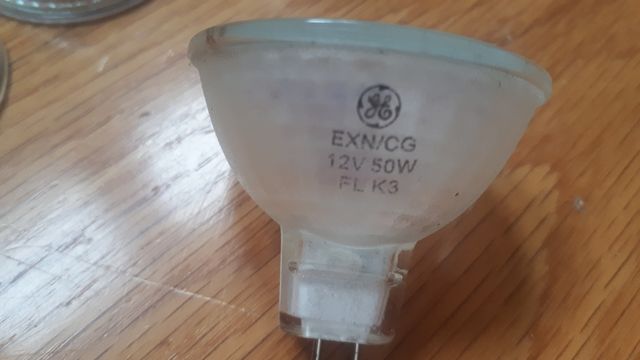 GE
EXN/CG
12V 50W
FL K3